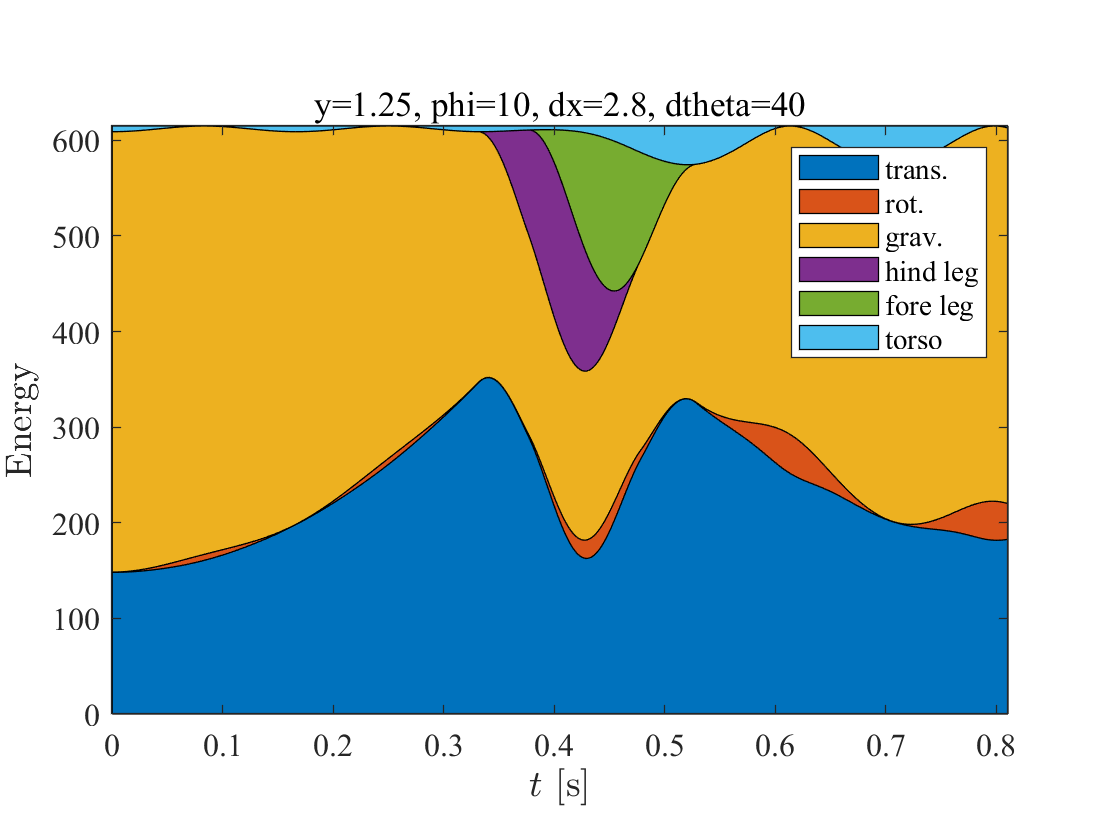 y=1.25, phi=10, dx=2.8, dtheta=40
600
500
400
300
200
100
0
Energy
trans.
rot.
grav.
hind leg
fore leg
torso
0 0.1 0.2 0.3 0.4 0.5 0.6 0.7 0.8
t [s]